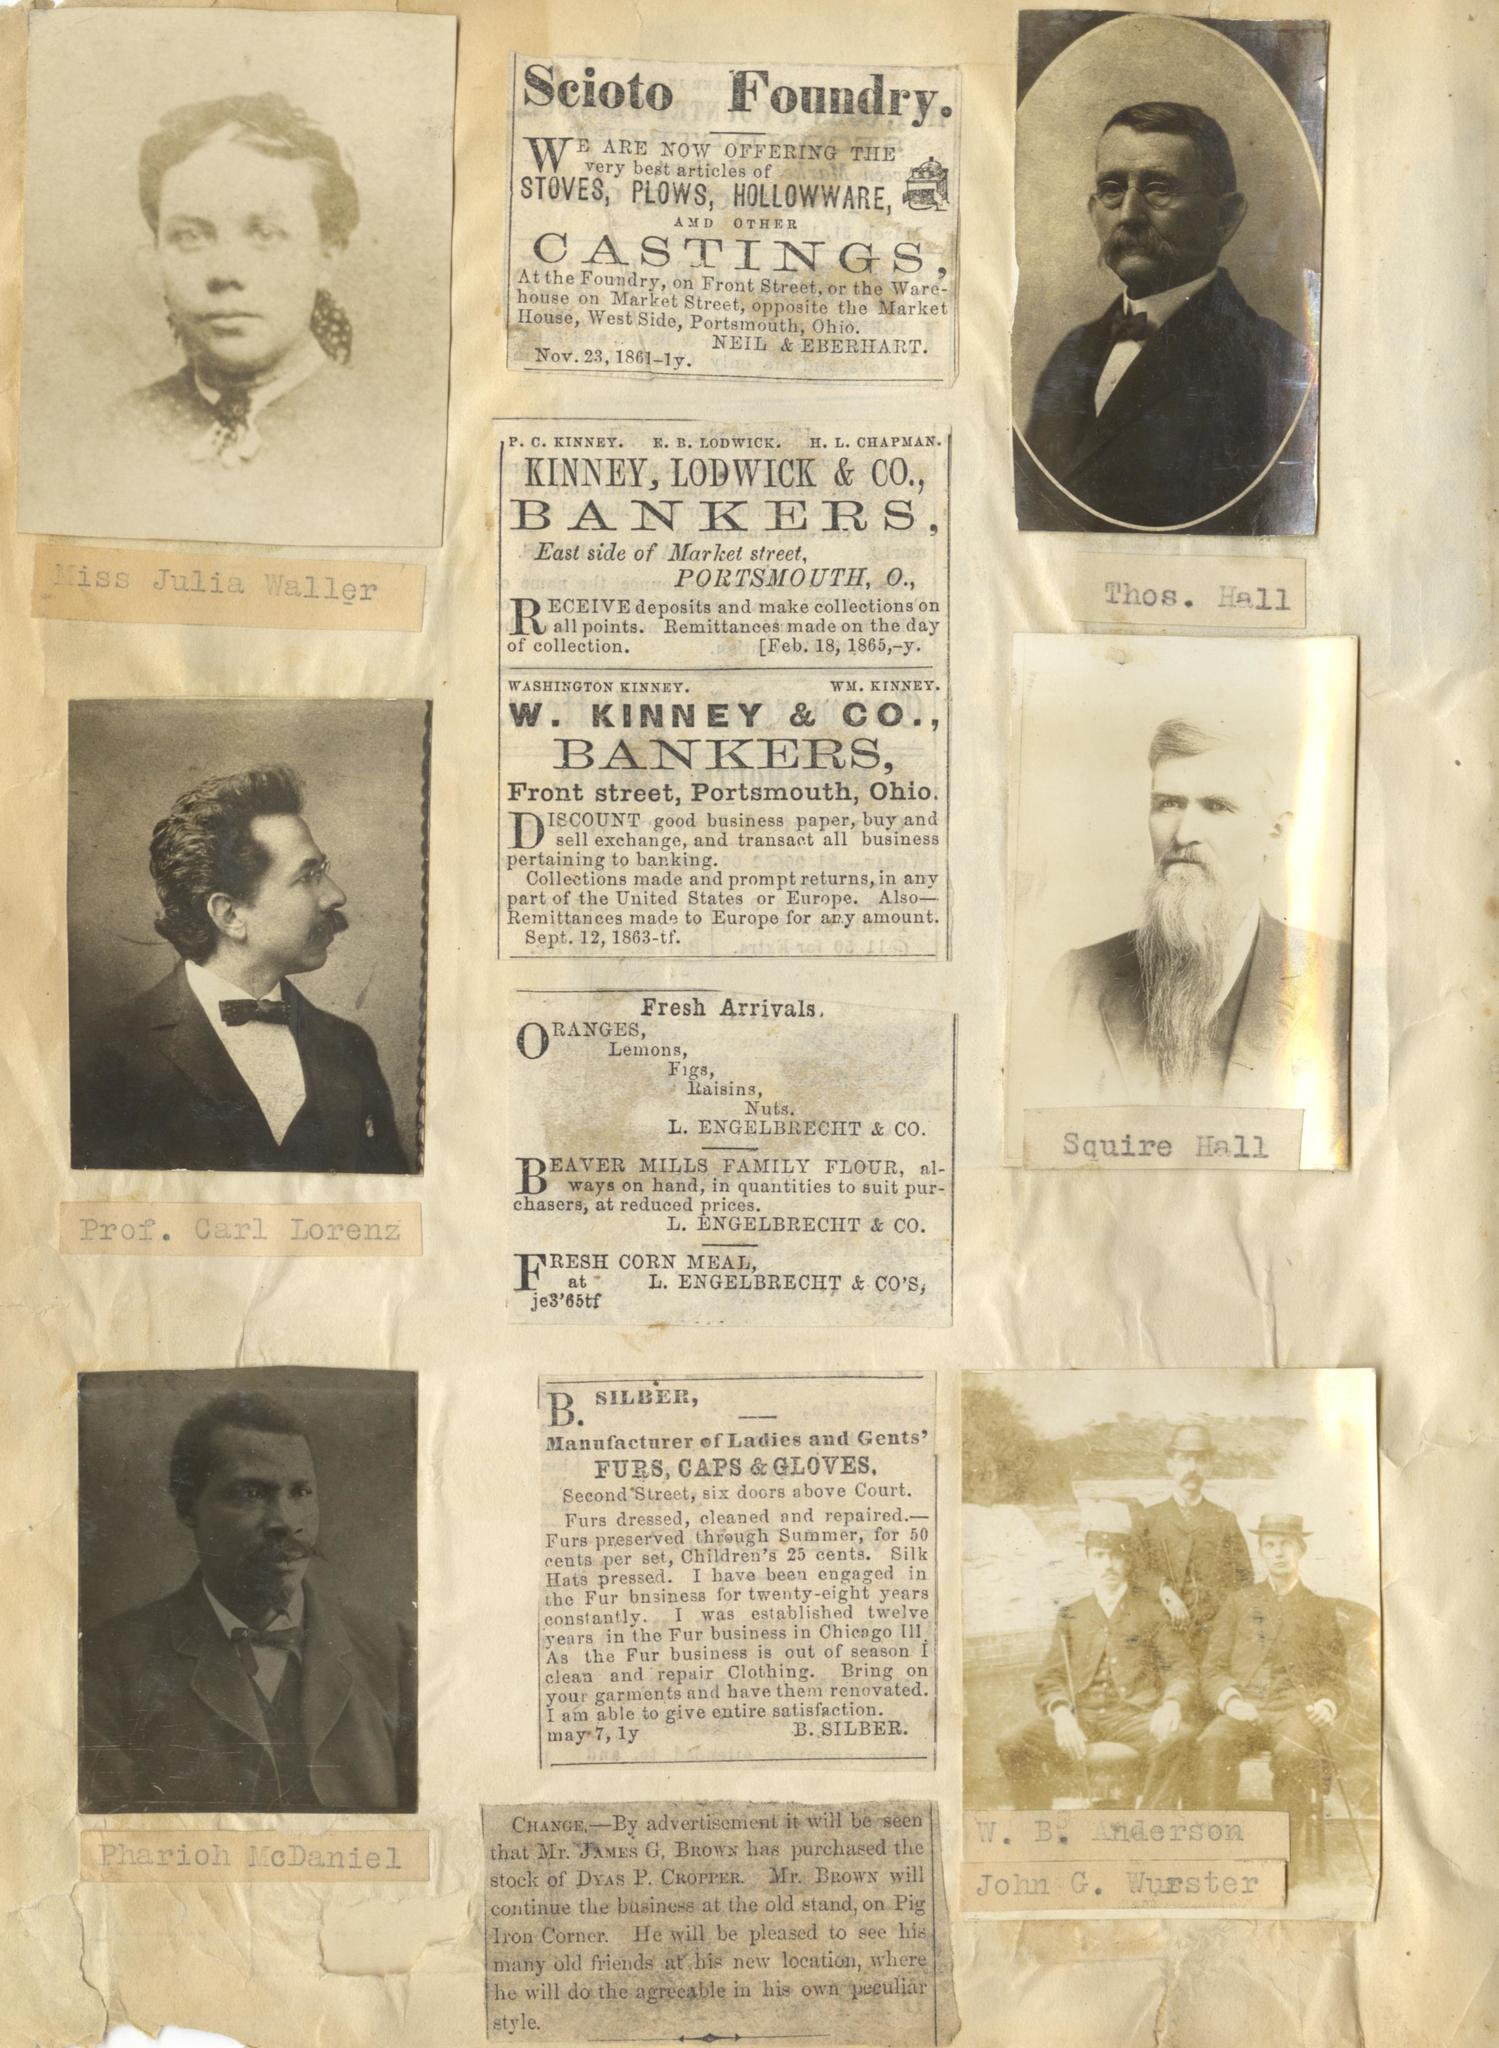 Scioto Foundry.
WE ARE NOW OFFERING THE
very best articles of
STOVES, PLOWS, HOLLOWWARE,
AMD OTHER
CASTINGS,
At the Foundry, on Front Street, or the Ware-
house on Market Street, opposite the Market
House, West Side, Portsmouth, Ohio.
NEIL & EBERHART.
Nov. 23, 1861-1y.
P. C. KINNEY. E. B. LODWICK. H. L. CHAPMAN.
KINNEY, LODWICK & CO.,
BANKERS,
East side of Market street,
PORTSMOUTH, O.,
RECEIVE deposits and make collections on
all points. Remittances made on the day
of collection. [Feb. 18, 1865,-y.
WASHINGTON KINNEY. WM. KINNEY.
W. KINNEY & CO.,
BANKERS,
Front street, Portsmouth, Ohio.
DISCOUNT good business paper, buy and
sell exchange, and transact all business
pertaining to banking.
Collections made and prompt returns, in any
part of the United States or Europe. Also—
Remittances made to Europe for any amount.
Sept. 12, 1863-tf.
Fresh Arrivals.
ORANGES,
Lemons,
Figs,
Raisins,
Nuts.
L. ENGELBRECHT & CO.
BEAVER MILLS FAMILY FLOUR, al-
ways on hand, in quantities to suit pur-
chasers, at reduced prices.
L. ENGELBRECHT & CO.
FRESH CORN MEAL,
at L. ENGELBRECHT & CO'S,
je3'65tf
B. SILBER,
Manufacturer of Ladies and Gents'
FURS, CAPS & GLOVES.
Second Street, six doors above Court.
Furs dressed, cleaned and repaired.—
Furs preserved through Summer, for 50
cents per set, Children's 25 cents. Silk
Hats pressed. I have been engaged in
the Fur bnsiness for twenty-eight years
constantly. I was established twelve
years in the Fur business in Chicago Ill.
As the Fur business is out of season I
clean and repair Clothing. Bring on
your garments and have them renovated.
I am able to give entire satisfaction.
may 7, 1y B. SILBER.
CHANGE.—By advertisement it will be seen
that Mr. JAMES G. BROWN has purchased the
stock of DYAS P. CROPPER. Mr. BROWN will
continue the business at the old stand, on Pig
Iron Corner. He will be pleased to see his
many old friends at his new location, where
he will do the agreeable in his own peculiar
style.
Miss Julia Waller
Prof. Carl Lorenz
Pharioh McDaniel
Thos. Hall
Squire Hall
W. B. Anderson
John G. Wurster